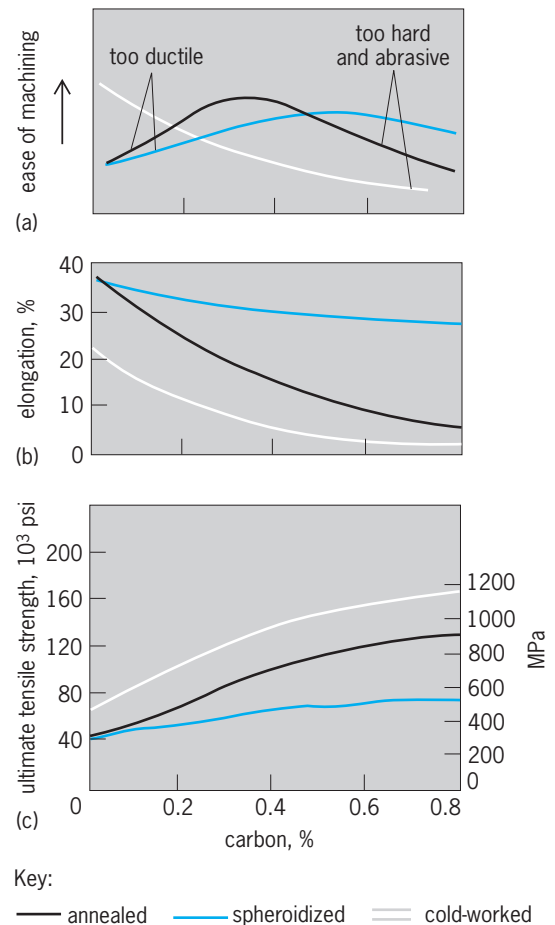 too ductile
too hard
and abrasive
ease of machining
(a)
40
30
20
10
0
elongation, %
(b)
200
160
120
80
40
0
ultimate tensile strength, 10³ psi
1200
1000
800
600
400
200
0
MPa
0.2 0.4 0.6 0.8
carbon, %
(c)
Key:
annealed spheroidized cold-worked